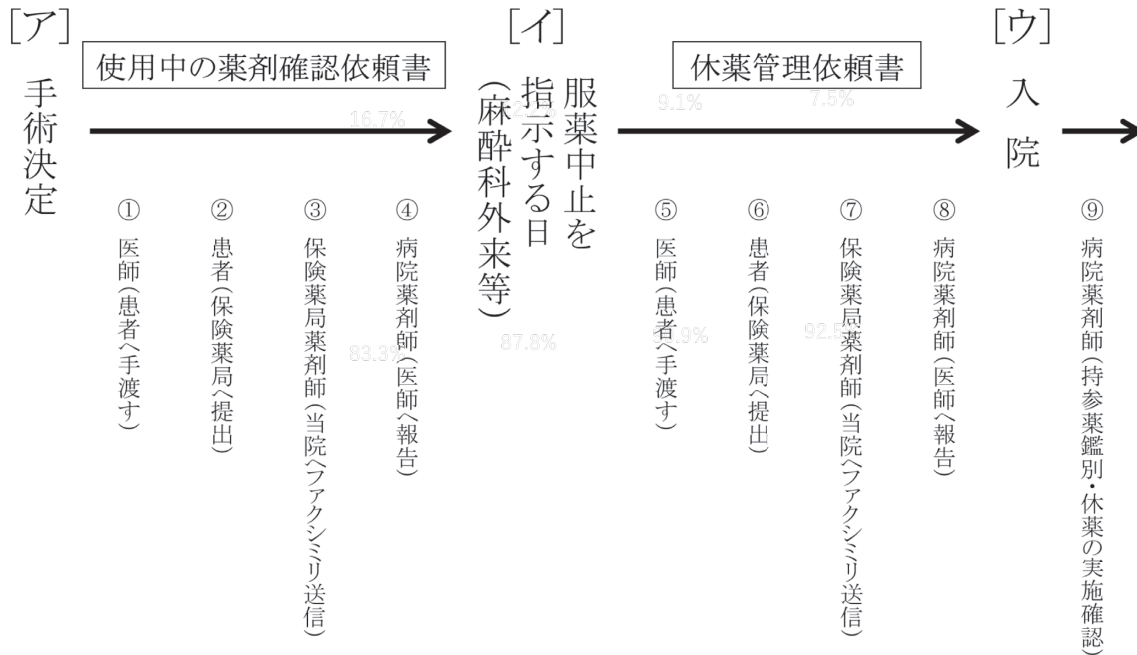 [ア]
手術決定
使用中の薬剤確認依頼書
①医師(患者へ手渡す)
②患者(保険薬局へ提出)
③保険薬局薬剤師(当院へファクシミリ送信)
④病院薬剤師(医師へ報告)
[イ]
服薬中止を
指示する日
(麻酔科外来等)
休薬管理依頼書
⑤医師(患者へ手渡す)
⑥患者(保険薬局へ提出)
⑦保険薬局薬剤師(当院へファクシミリ送信)
⑧病院薬剤師(医師へ報告)
[ウ]
入院
⑨病院薬剤師(持参薬鑑別・休薬の実施確認)
16.7%
9.1%
7.5%
83.3%
87.8%